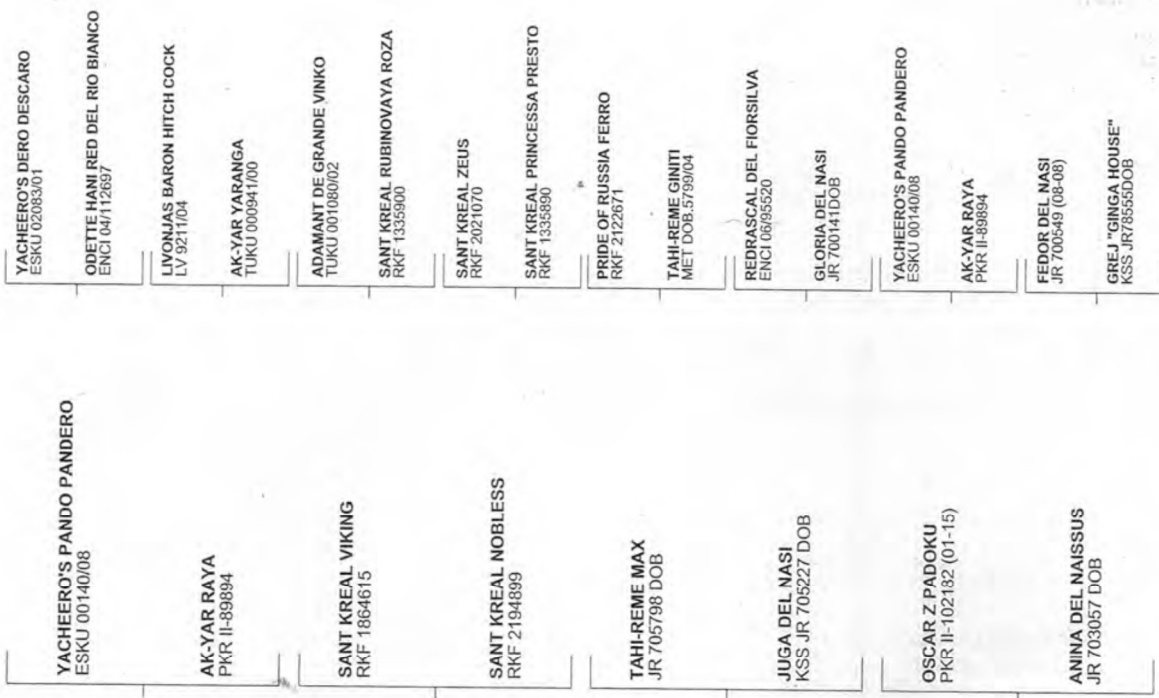 YACHEERO'S PANDO PANDERO
ESKU 00140/08
AK-YAR RAYA
PKR II-89894
SANT KREAL VIKING
RKF 1864615
SANT KREAL NOBLESS
RKF 2194899
TAHI-REME MAX
JR 705798 DOB
JUGA DEL NASI
KSS JR 705227 DOB
OSCAR Z PADOKU
PKR II-102182 (01-15)
ANINA DEL NAISSUS
JR 703057 DOB
YACHEERO'S DERO DESCARO
ESKU 02083/01
ODETTE HANI RED DEL RIO BIANCO
ENCI 04/112697
LIVONJAS BARON HITCH COCK
LV 9211/04
AK-YAR YARANGA
TUKU 000941/00
ADAMANT DE GRANDE VINKO
TUKU 001080/02
SANT KREAL RUBINOVAYA ROZA
RKF 1335900
SANT KREAL ZEUS
RKF 2021070
SANT KREAL PRINCESSA PRESTO
RKF 1335890
PRIDE OF RUSSIA FERRO
RKF 2122671
TAHI-REME GINITI
MET DOB.5799/04
REDRASCAL DEL FIORSILVA
ENCI 06/95520
GLORIA DEL NASI
JR 700141DOB
YACHEERO'S PANDO PANDERO
ESKU 00140/08
AK-YAR RAYA
PKR II-89894
FEDOR DEL NASI
JR 700549 (08-08)
GREJ "GINGA HOUSE"
KSS JR78555DOB